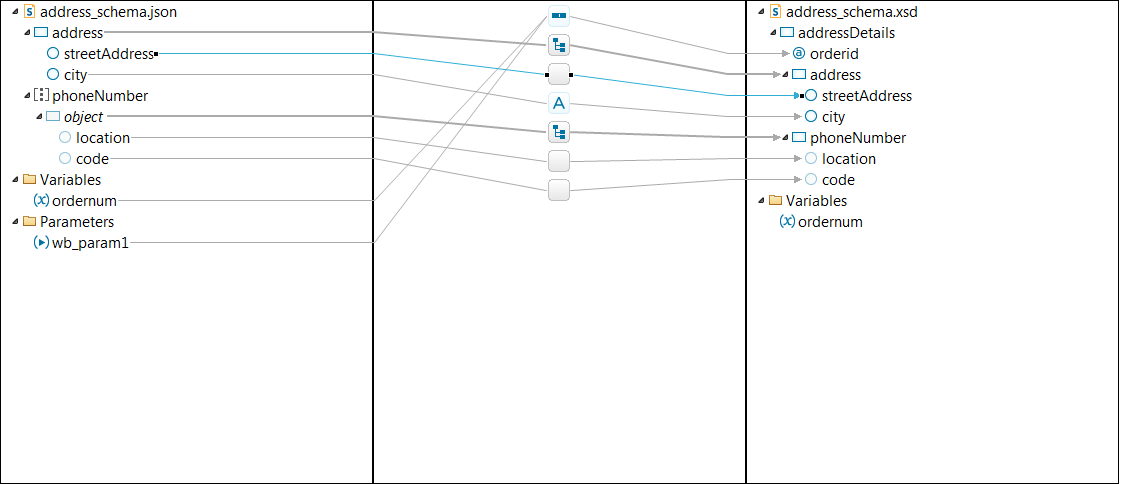 address_schema.json
address
streetAddress
city
phoneNumber
object
location
code
Variables
ordernum
Parameters
wb_param1
A
address_schema.xsd
addressDetails
orderid
address
streetAddress
city
phoneNumber
location
code
Variables
ordernum